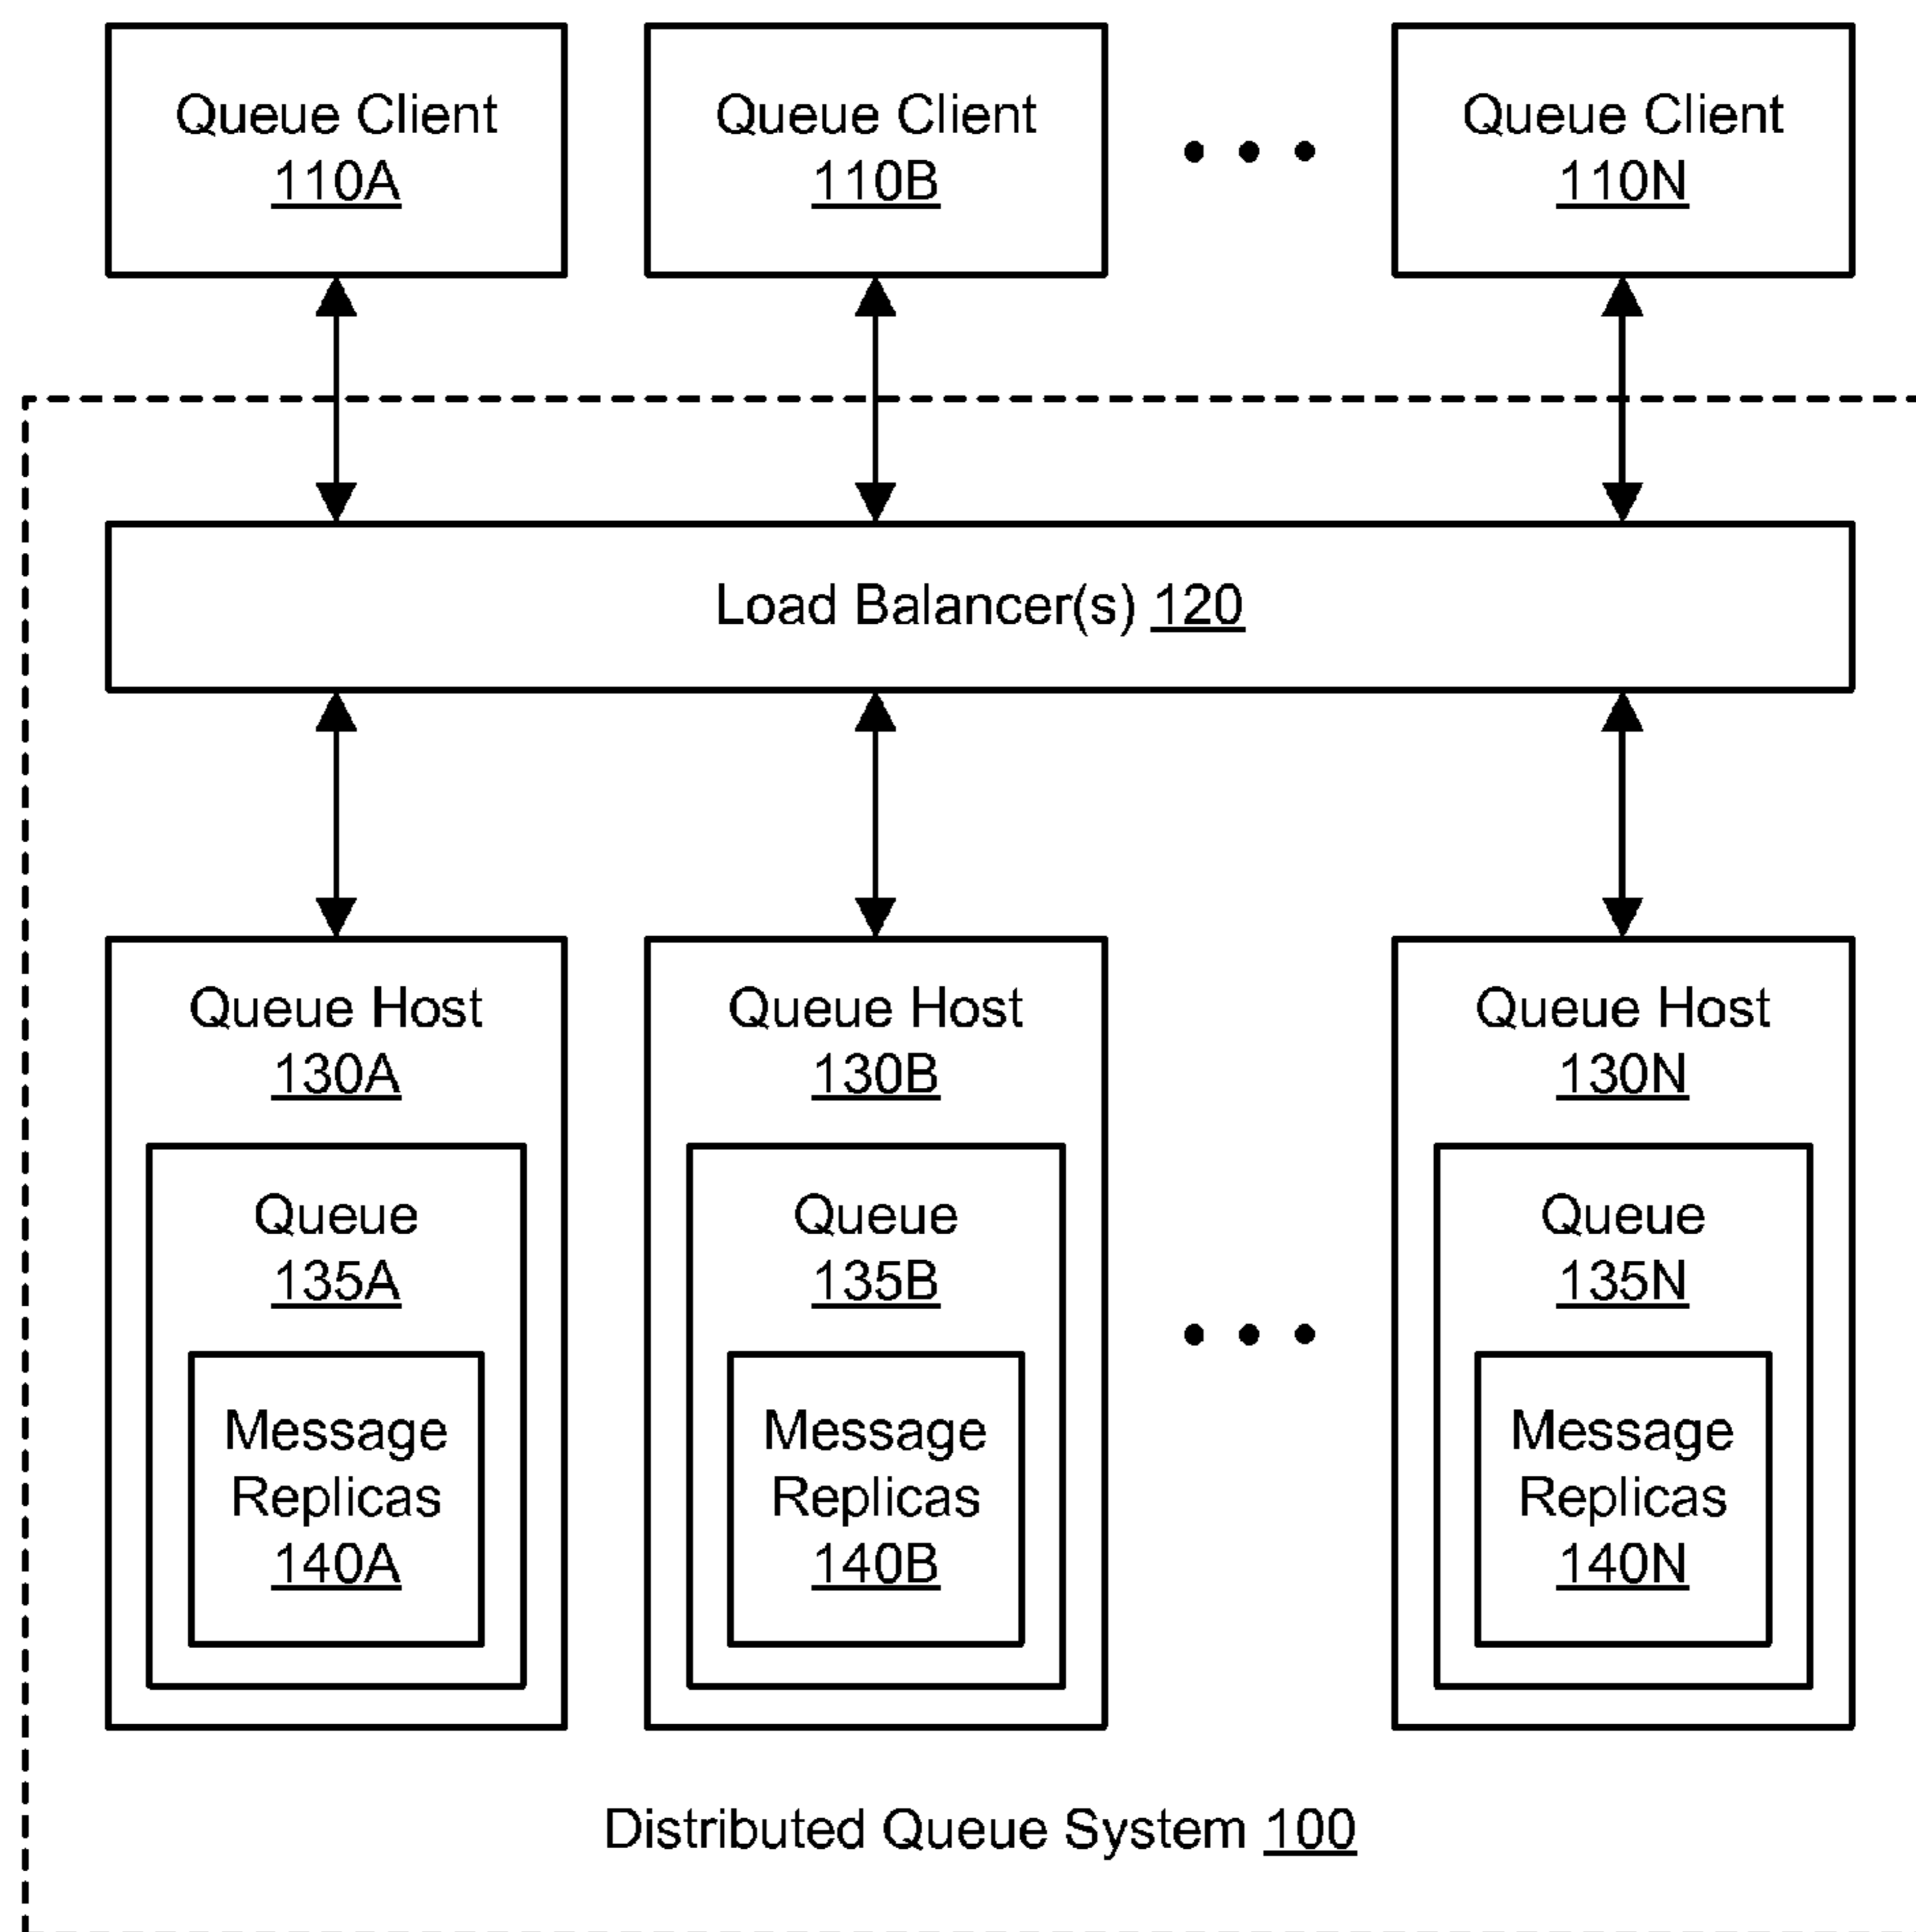 Queue Client
110A
Queue Client
110B
Queue Client
110N
Load Balancer(s) 120
Queue Host
130A
Queue
135A
Message
Replicas
140A
Queue Host
130B
Queue
135B
Message
Replicas
140B
Queue Host
130N
Queue
135N
Message
Replicas
140N
Distributed Queue System 100